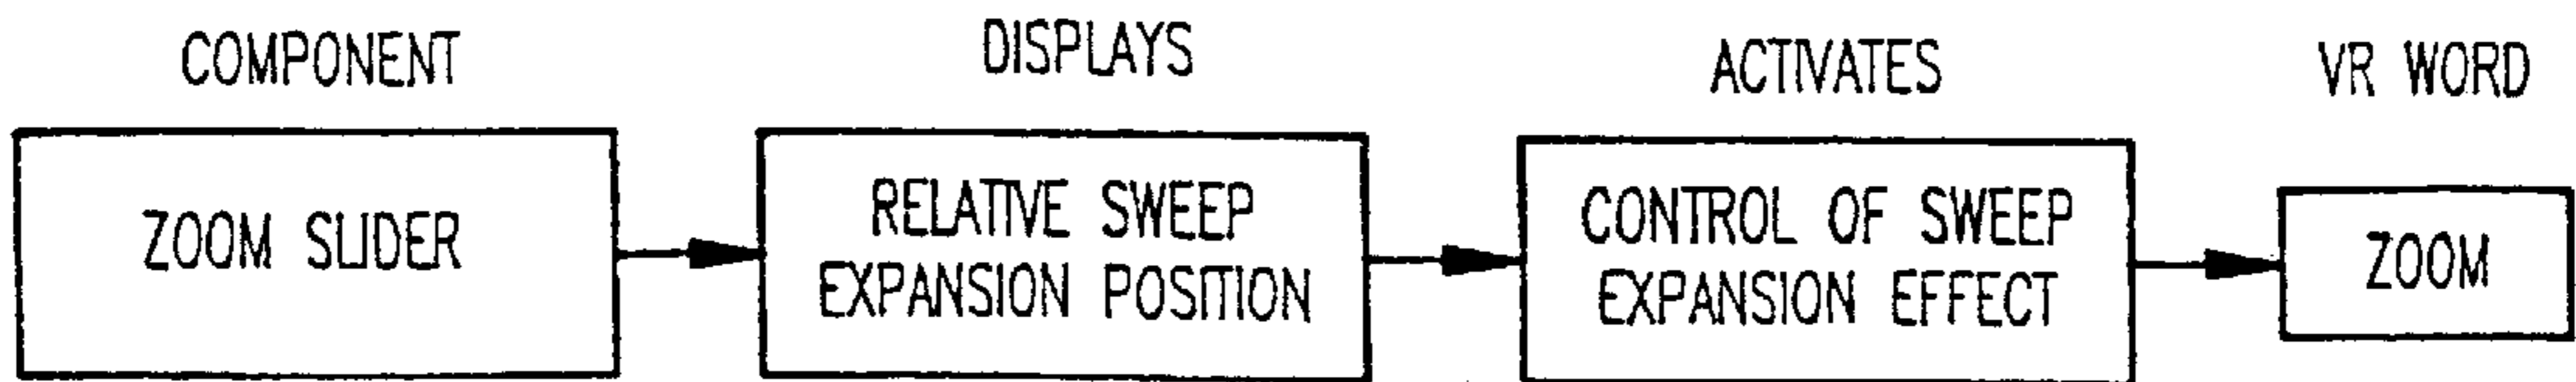 COMPONENT
DISPLAYS
ACTIVATES
VR WORD
ZOOM SLIDER
RELATIVE SWEEP
EXPANSION POSITION
CONTROL OF SWEEP
EXPANSION EFFECT
ZOOM